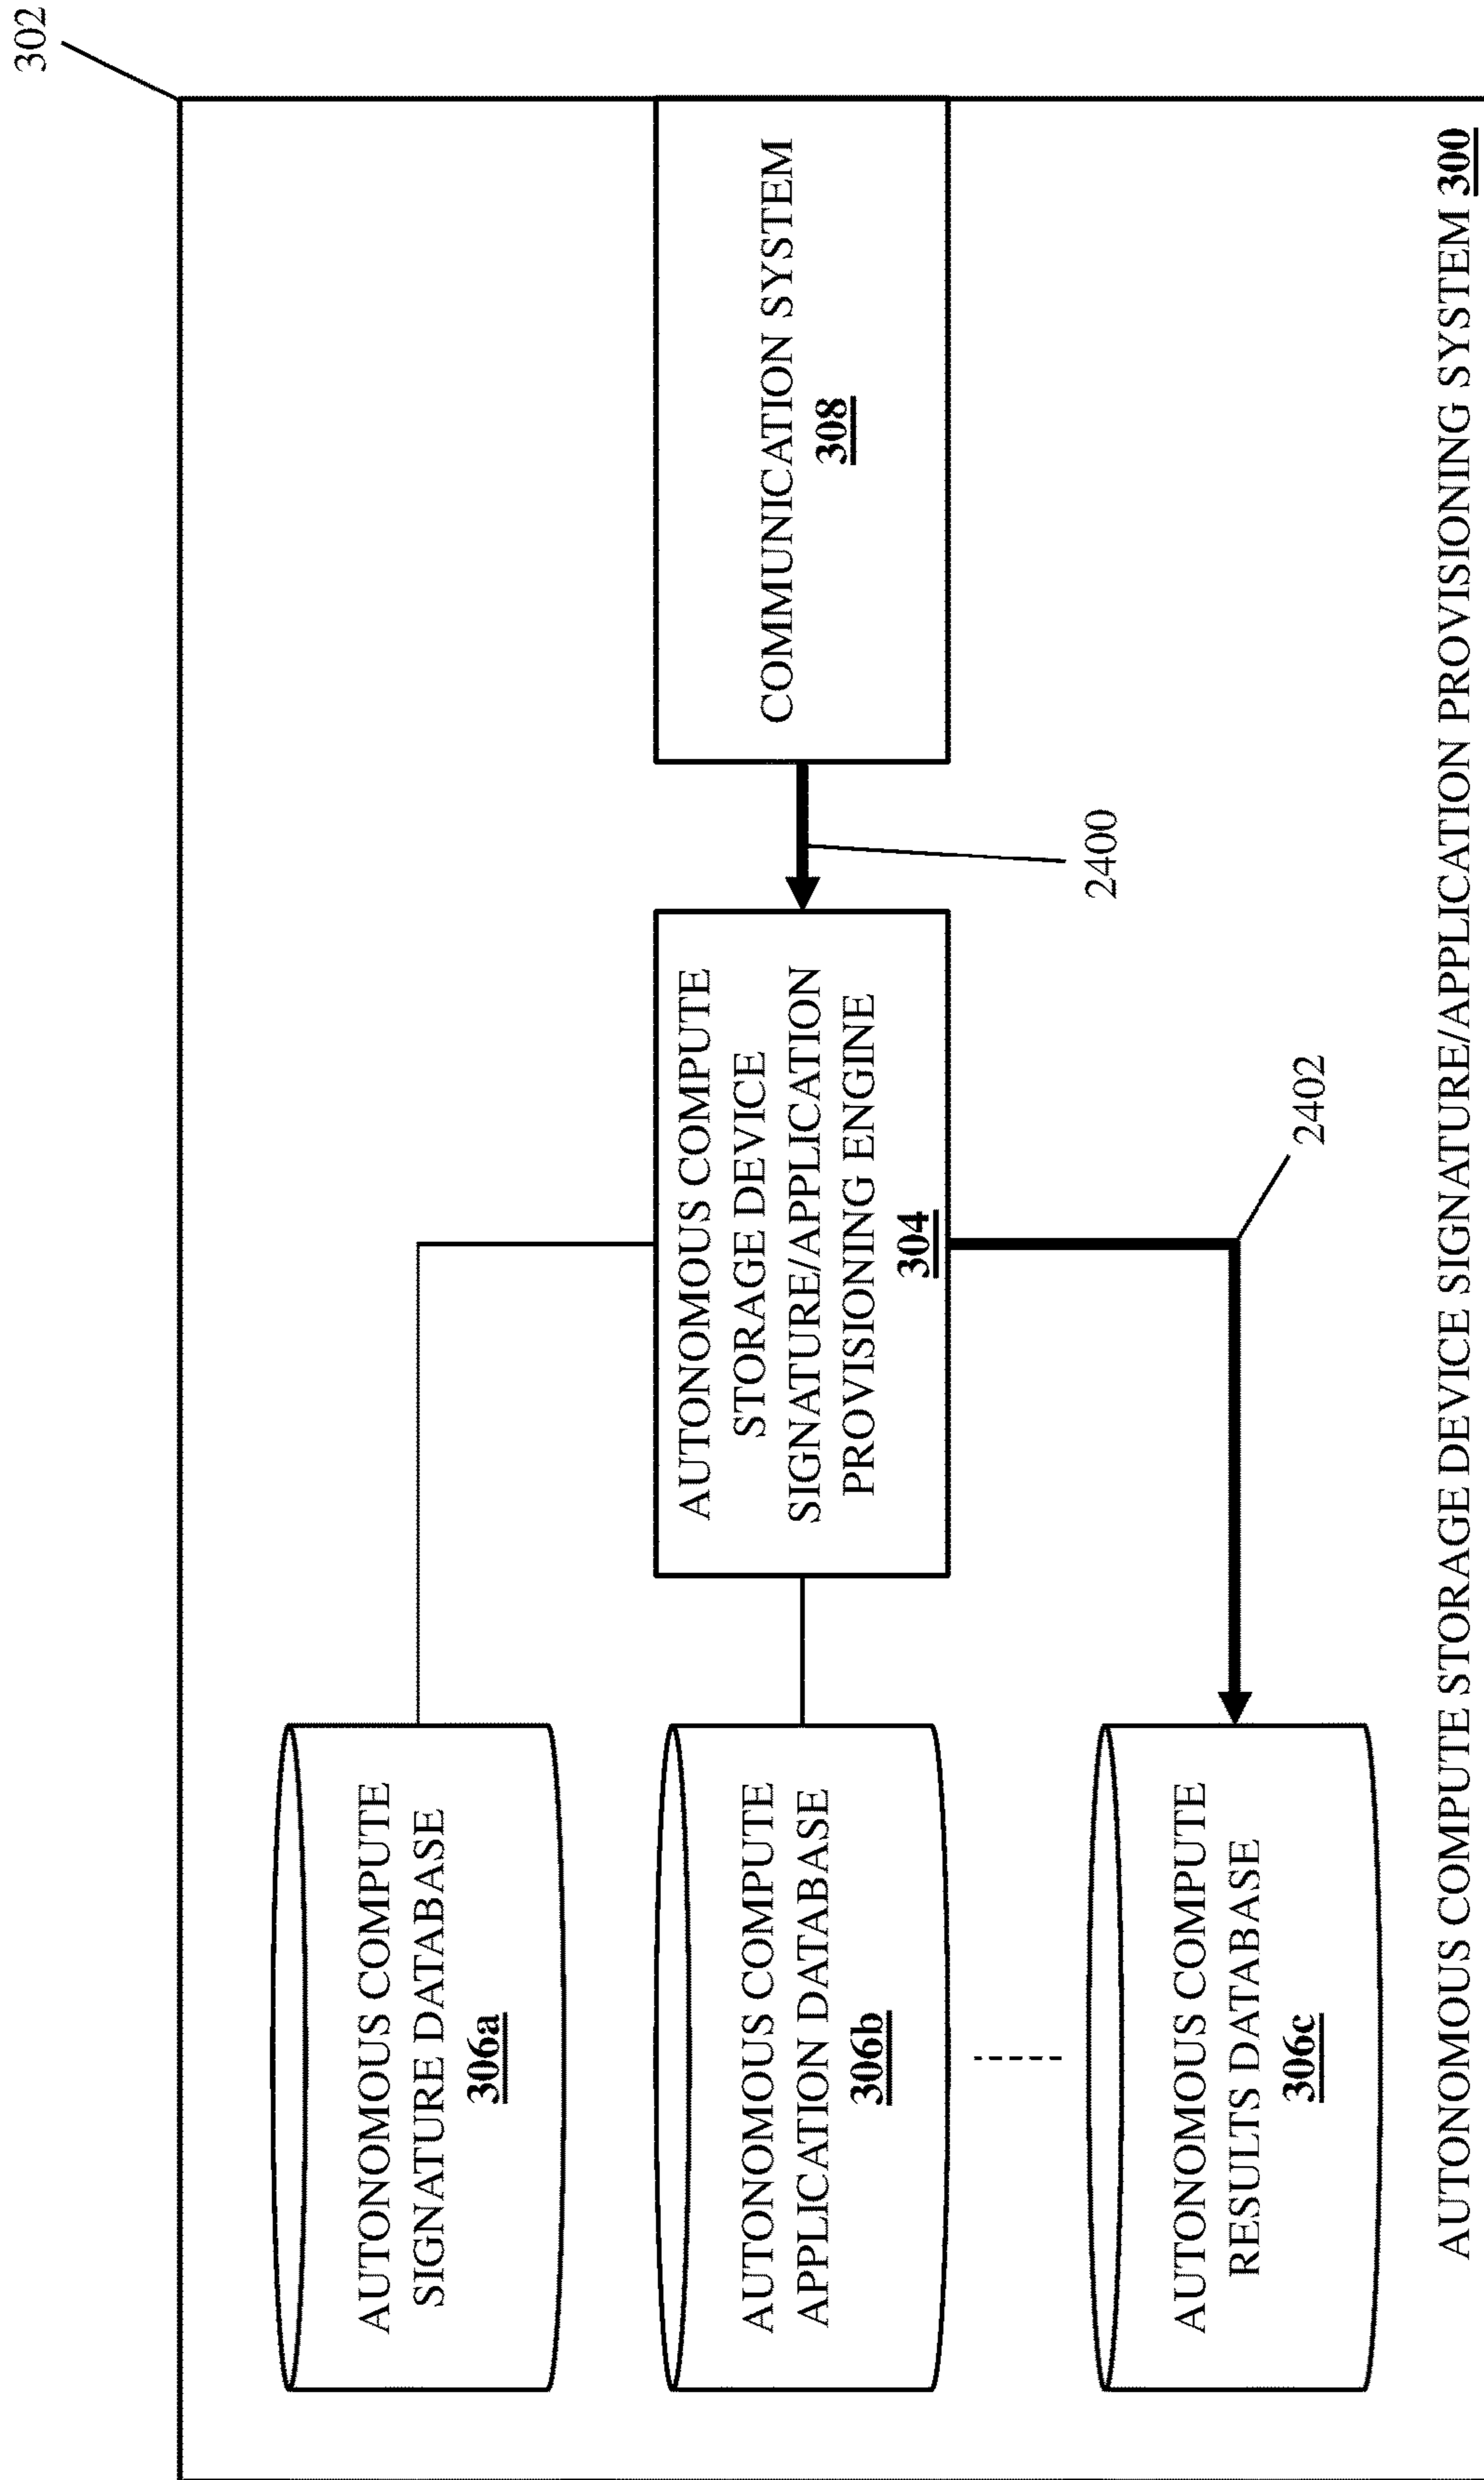 302
AUTONOMOUS COMPUTE
SIGNATURE DATABASE
306a
AUTONOMOUS COMPUTE
APPLICATION DATABASE
306b
AUTONOMOUS COMPUTE
STORAGE DEVICE
SIGNATURE/APPLICATION
PROVISIONING ENGINE
304
COMMUNICATION SYSTEM
308
2400
2402
AUTONOMOUS COMPUTE
RESULTS DATABASE
306c
AUTONOMOUS COMPUTE STORAGE DEVICE SIGNATURE/APPLICATION PROVISIONING SYSTEM 300